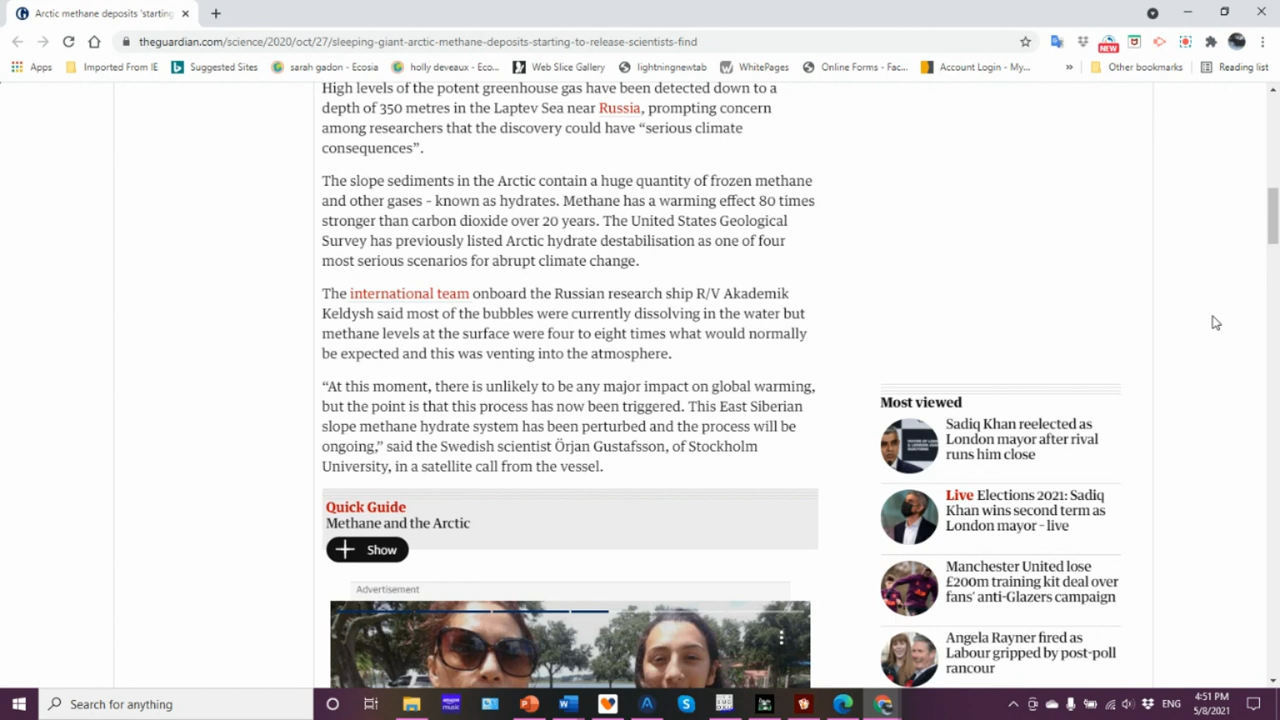 Arctic methane deposits 'starting
theguardian.com/science/2020/oct/27/sleeping-giant-arctic-methane-deposits-starting-to-release-scientists-find
NEW
Apps
Imported From IE
Suggested Sites
sarah gadon - Ecosia
holly deveaux - Eco...
Web Slice Gallery
lightningnewtab
WhitePages
Online Forms - Fac...
Account Login - My...
»
Other bookmarks
Reading list
High levels of the potent greenhouse gas have been detected down to a
depth of 350 metres in the Laptev Sea near Russia, prompting concern
among researchers that the discovery could have “serious climate
consequences”.
The slope sediments in the Arctic contain a huge quantity of frozen methane
and other gases – known as hydrates. Methane has a warming effect 80 times
stronger than carbon dioxide over 20 years. The United States Geological
Survey has previously listed Arctic hydrate destabilisation as one of four
most serious scenarios for abrupt climate change.
The international team onboard the Russian research ship R/V Akademik
Keldysh said most of the bubbles were currently dissolving in the water but
methane levels at the surface were four to eight times what would normally
be expected and this was venting into the atmosphere.
“At this moment, there is unlikely to be any major impact on global warming,
but the point is that this process has now been triggered. This East Siberian
slope methane hydrate system has been perturbed and the process will be
ongoing,” said the Swedish scientist Örjan Gustafsson, of Stockholm
University, in a satellite call from the vessel.
Quick Guide
Methane and the Arctic
Show
Advertisement
Most viewed
Sadiq Khan reelected as
London mayor after rival
runs him close
Live Elections 2021: Sadiq
Khan wins second term as
London mayor – live
Manchester United lose
£200m training kit deal over
fans’ anti-Glazers campaign
Angela Rayner fired as
Labour gripped by post-poll
rancour
Search for anything
amazon music
ENG
4:51 PM
5/8/2021